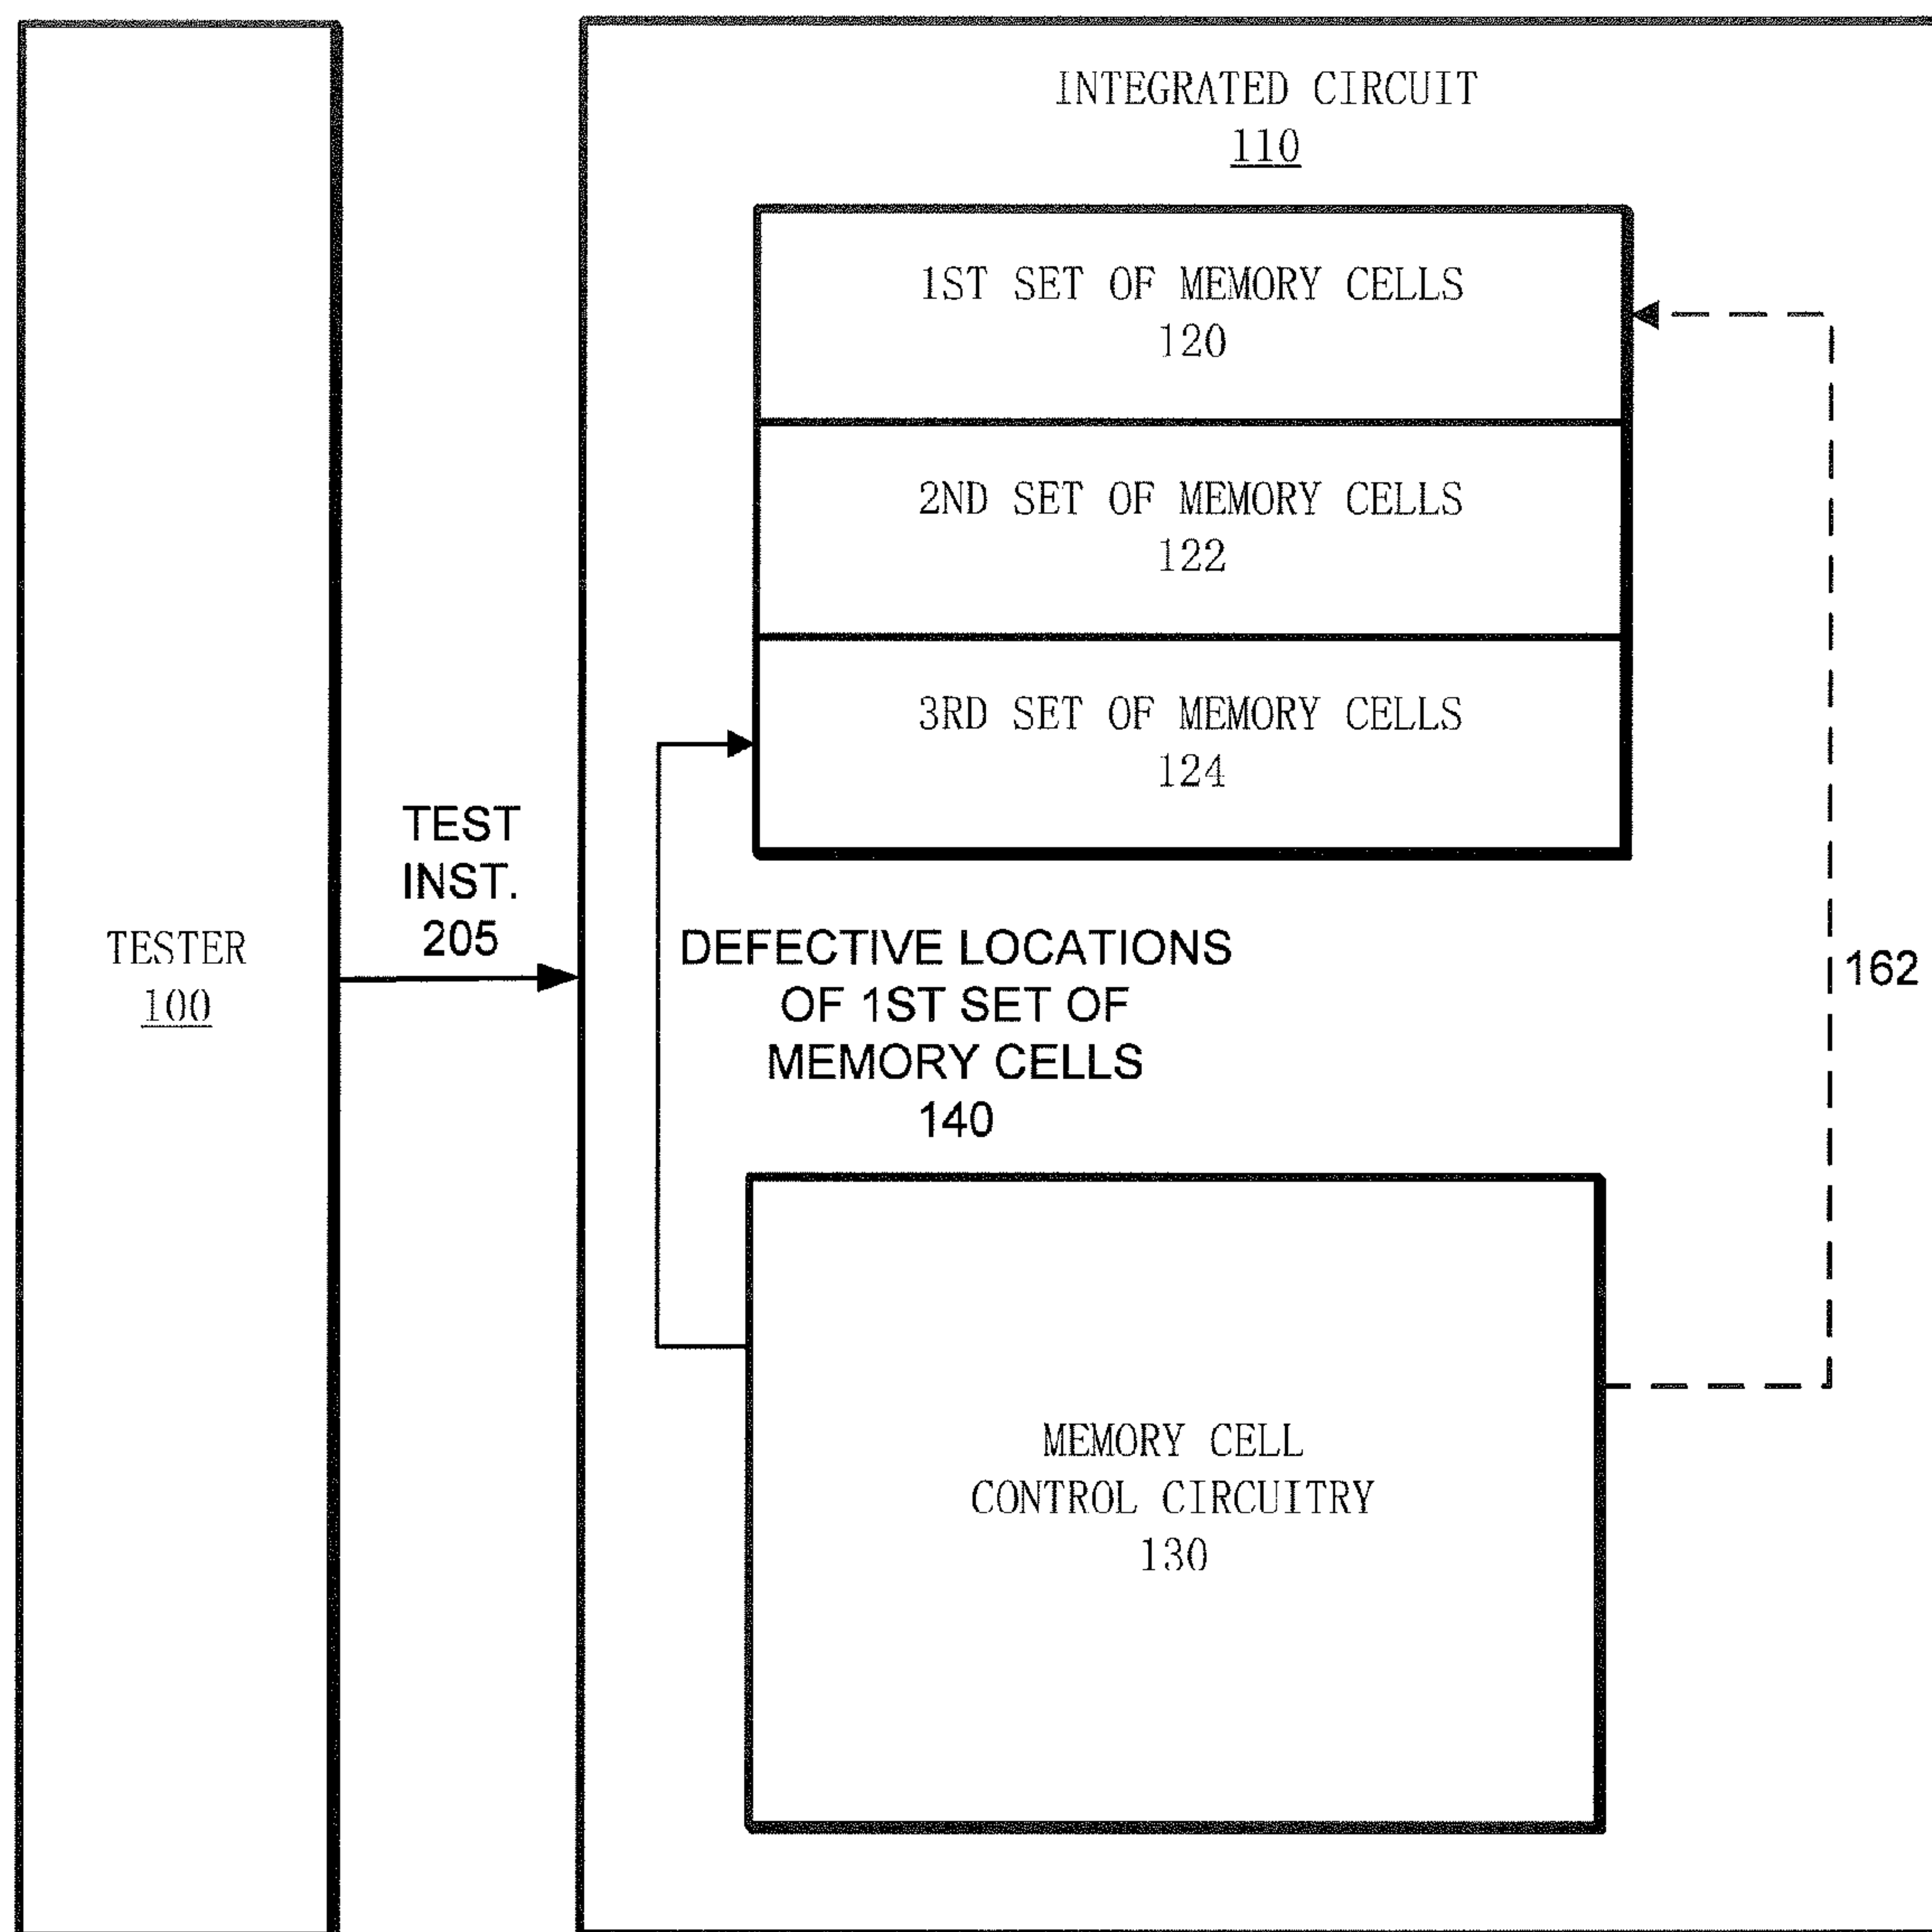 INTEGRATED CIRCUIT
110
1ST SET OF MEMORY CELLS
120
2ND SET OF MEMORY CELLS
122
3RD SET OF MEMORY CELLS
124
TEST
INST.
205
TESTER
100
DEFECTIVE LOCATIONS
OF 1ST SET OF
MEMORY CELLS
140
162
MEMORY CELL
CONTROL CIRCUITRY
130